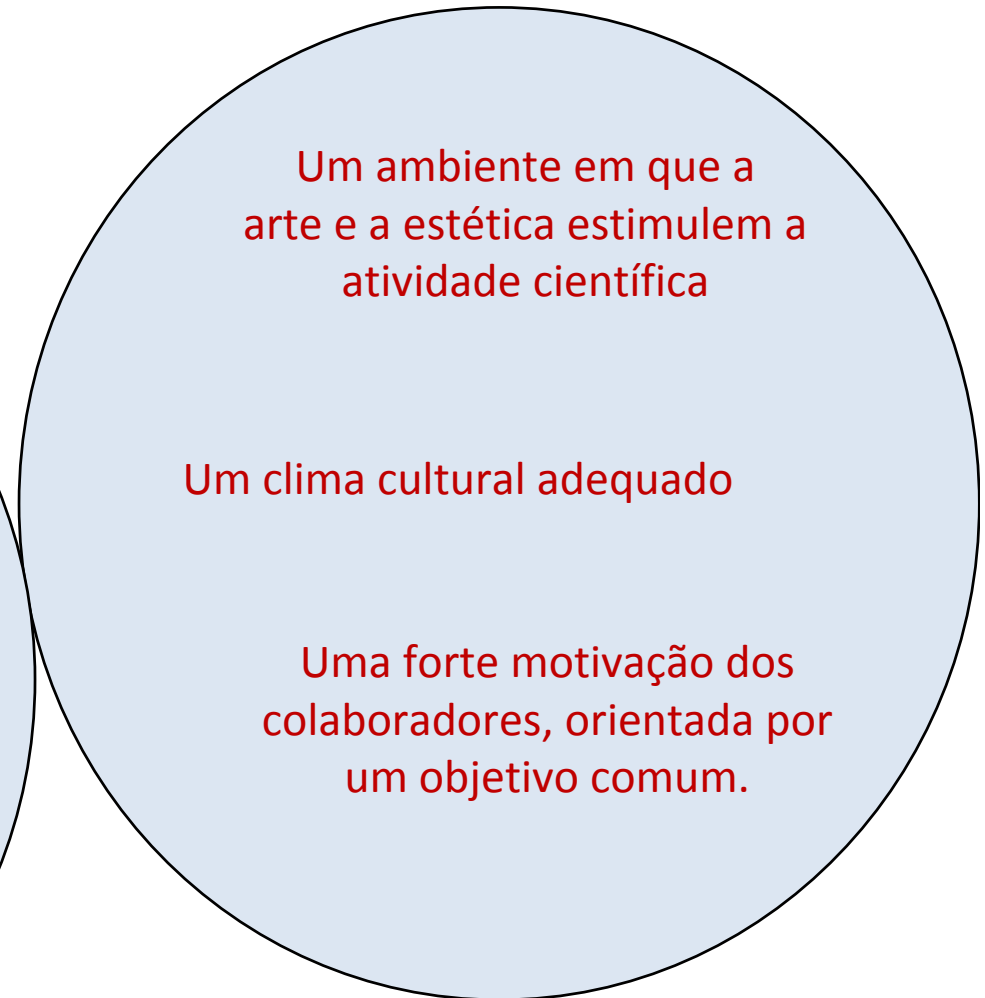 Um ambiente em que a
arte e a estética estimulem a
atividade científica
Um clima cultural adequado
Uma forte motivação dos
colaboradores, orientada por
um objetivo comum.